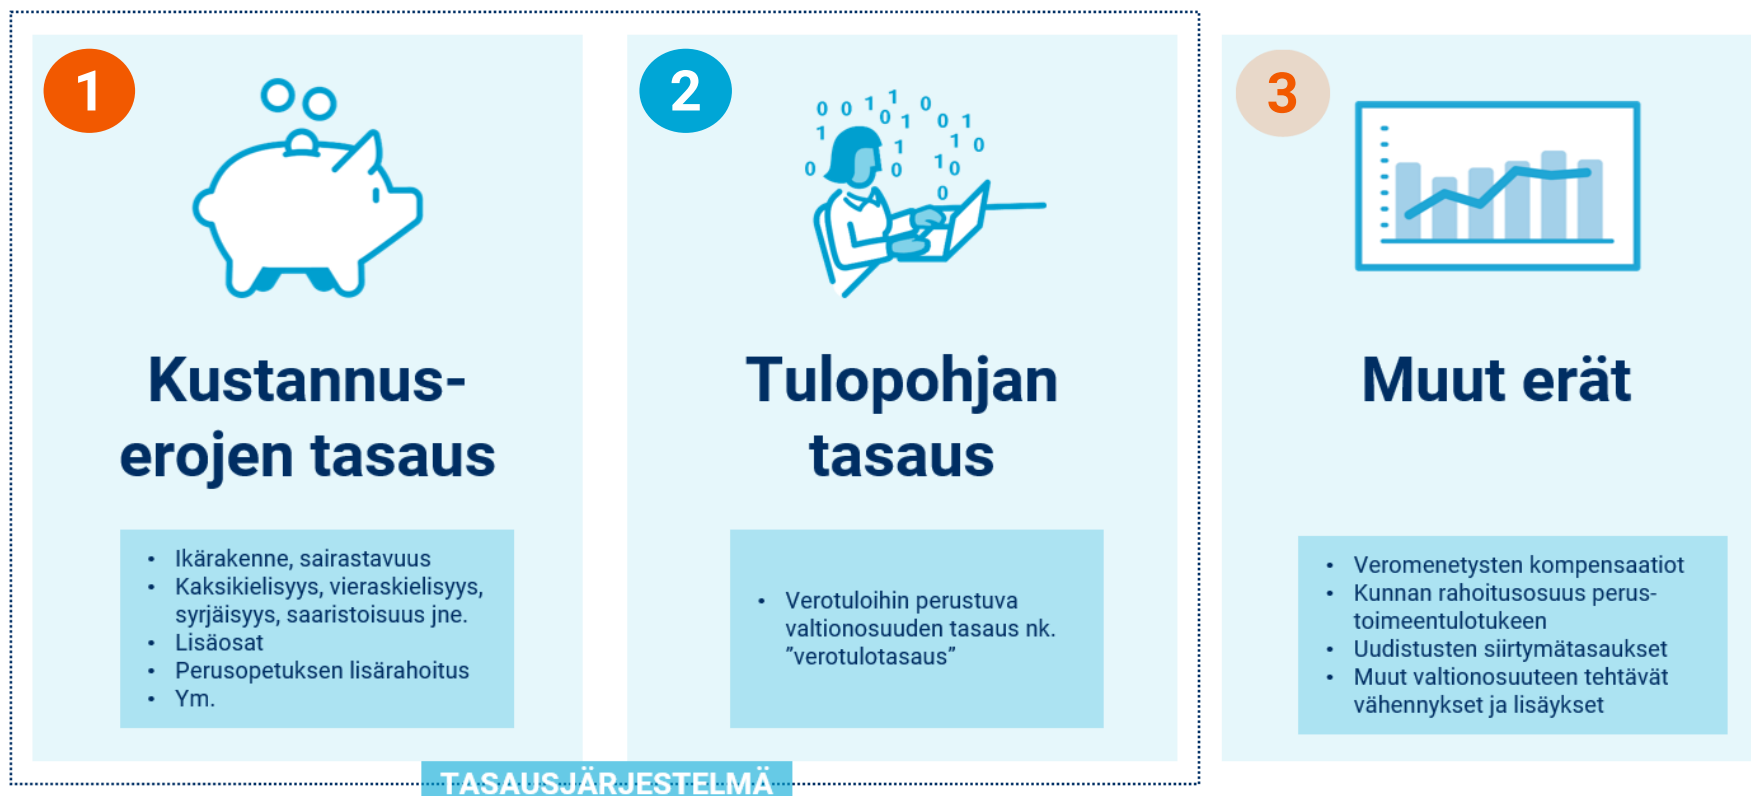 1
Kustannus-
erojen tasaus
• Ikärakenne, sairastavuus
• Kaksikielisyys, vieraskielisyys,
syrjäisyys, saaristoisuus jne.
• Lisäosat
• Perusopetuksen lisärahoitus
• Ym.
2
0 0 1 1 0
1 0 1 0 1
1 1 0
0 0 1 0
0
Tulopohjan
tasaus
• Verotuloihin perustuva
valtionosuuden tasaus nk.
”verotulotasaus”
3
Muut erät
• Veromenetysten kompensaatiot
• Kunnan rahoitusosuus perus-
toimeentulotukeen
• Uudistusten siirtymätasaukset
• Muut valtionosuuteen tehtävät
vähennykset ja lisäykset
TASAUSJÄRJESTELMÄ